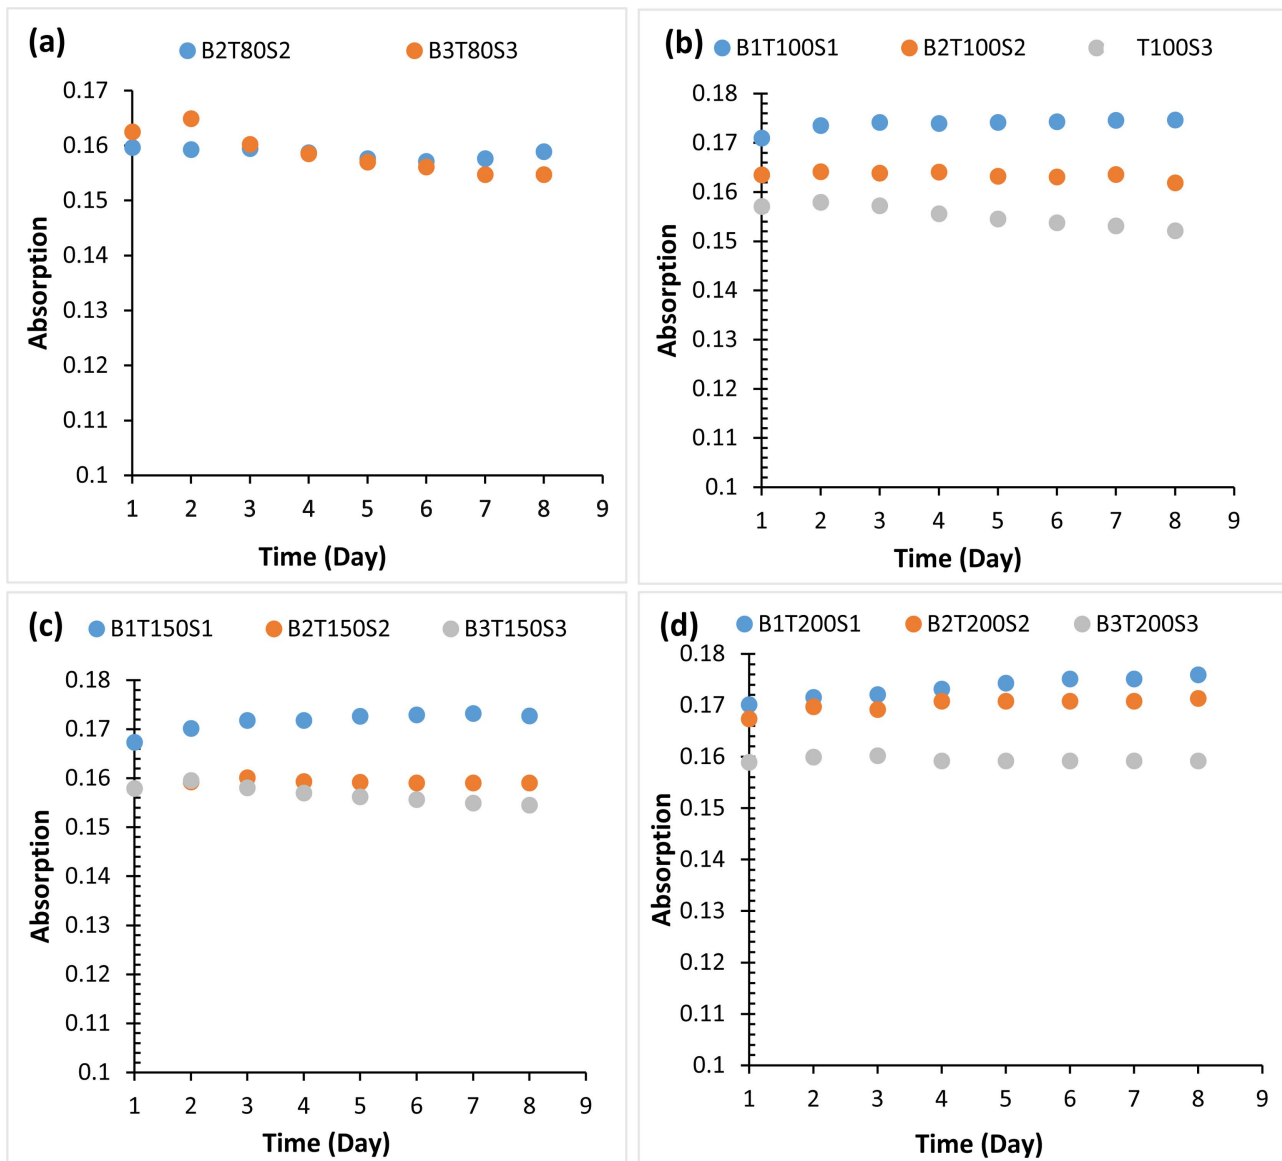 (a)
B2T80S2 B3T80S3
0.17
0.16
0.15
0.14
0.13
0.12
0.11
0.1
Absorption
1 2 3 4 5 6 7 8 9
Time (Day)
(b)
B1T100S1 B2T100S2 T100S3
0.18
0.17
0.16
0.15
0.14
0.13
0.12
0.11
0.1
Absorption
1 2 3 4 5 6 7 8 9
Time (Day)
(c)
B1T150S1 B2T150S2 B3T150S3
0.18
0.17
0.16
0.15
0.14
0.13
0.12
0.11
0.1
Absorption
1 2 3 4 5 6 7 8 9
Time (Day)
(d)
B1T200S1 B2T200S2 B3T200S3
0.18
0.17
0.16
0.15
0.14
0.13
0.12
0.11
0.1
Absorption
1 2 3 4 5 6 7 8 9
Time (Day)